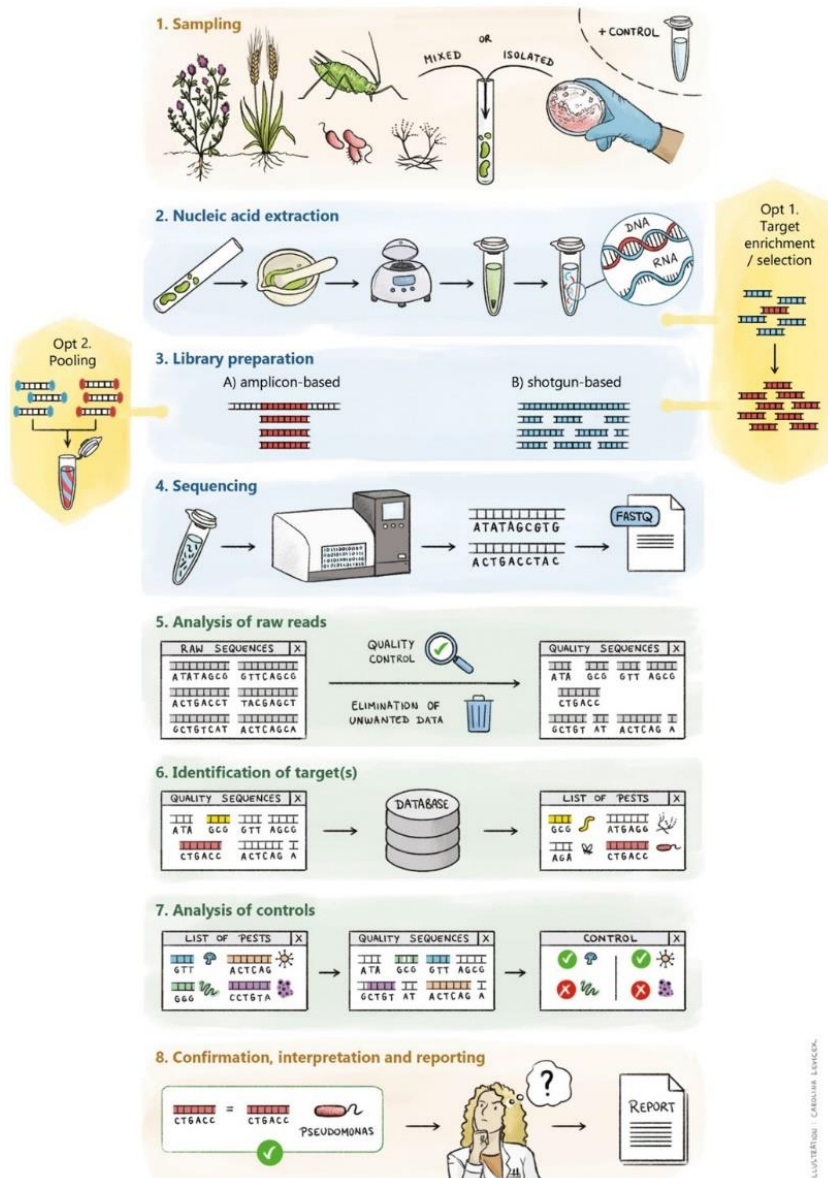 1. Sampling
MIXED
OR
ISOLATED
+ CONTROL
2. Nucleic acid extraction
DNA
RNA
Opt 1.
Target
enrichment
/ selection
Opt 2.
Pooling
3. Library preparation
A) amplicon-based
B) shotgun-based
4. Sequencing
ATATAGCGTG
ACTGACCTAC
FASTQ
5. Analysis of raw reads
RAW SEQUENCES X
ATATAGCG GTTCAGCG
ACTGACCT TACGAGCT
GCTGTCAT ACTCAGCA
QUALITY
CONTROL
ELIMINATION OF
UNWANTED DATA
QUALITY SEQUENCES X
ATA GCG GTT AGCG
CTGACC
GCTGT AT ACTCAG A
6. Identification of target(s)
QUALITY SEQUENCES X
ATA GCG GTT AGCG
CTGACC ACTCAG A
DATABASE
LIST OF PESTS X
GCG ATGAGG
AGA CTGACC
7. Analysis of controls
LIST OF PESTS X
GTT ACTCAG
GGG CCTGTA
QUALITY SEQUENCES X
ATA GCG GTT AGCG
GCTGT AT ACTCAG A
CONTROL X
8. Confirmation, interpretation and reporting
CTGACC = CTGACC PSEUDOMONAS
?
REPORT
ILLUSTRATION: CAROLINA LEVICEK